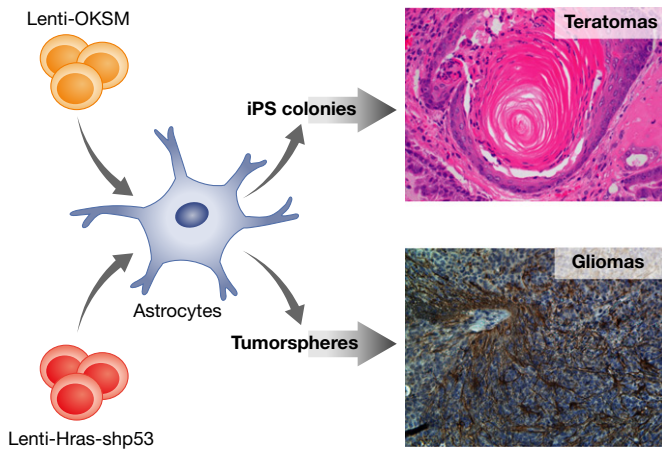 Lenti-OKSM
Teratomas
iPS colonies
Astrocytes
Gliomas
Tumorspheres
Lenti-Hras-shp53